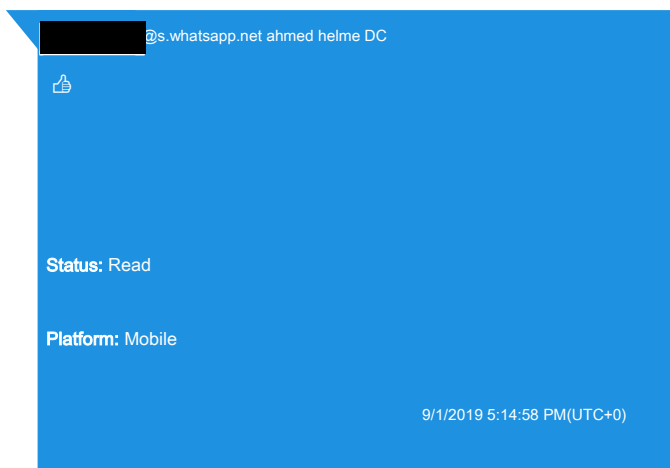 @s.whatsapp.net ahmed helme DC
👍
Status: Read
Platform: Mobile
9/1/2019 5:14:58 PM(UTC+0)